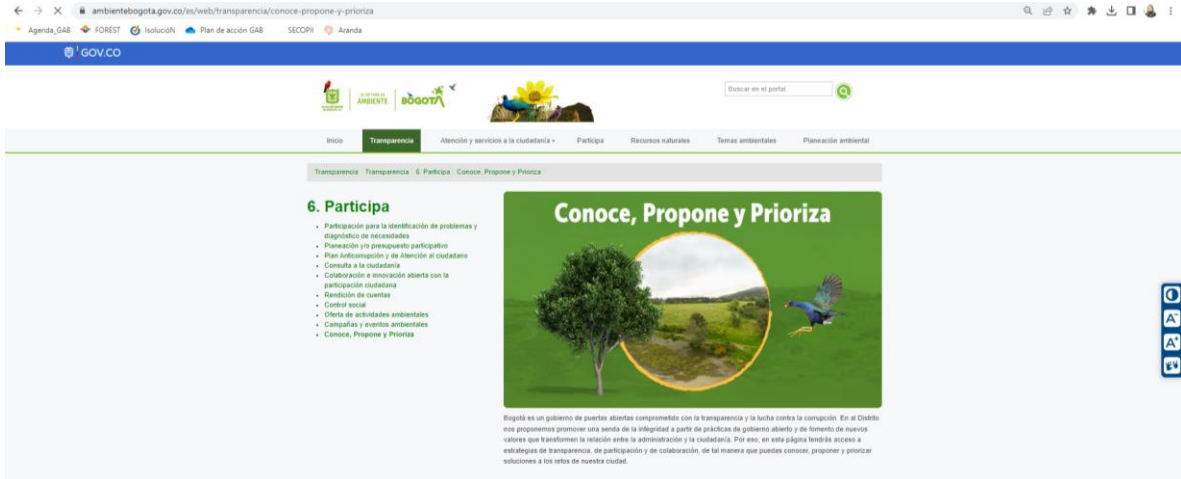 ambientebogota.gov.co/es/web/transparencia/conoce-propone-y-prioriza
Agenda_GAB FOREST IsolucióN Plan de acción GAB SECOPII Aranda
GOV.CO
SECRETARÍA DE
AMBIENTE BOGOTÁ
Buscar en el portal
Inicio Transparencia Atención y servicios a la ciudadanía Participa Recursos naturales Temas ambientales Planeación ambiental
Transparencia Transparencia 6. Participa Conoce, Propone y Prioriza
6. Participa
Participación para la identificación de problemas y
diagnóstico de necesidades
Planeación y/o presupuesto participativo
Plan Anticorrupción y de Atención al ciudadano
Consulta a la ciudadanía
Colaboración e innovación abierta con la
participación ciudadana
Rendición de cuentas
Control social
Oferta de actividades ambientales
Campañas y eventos ambientales
Conoce, Propone y Prioriza
Conoce, Propone y Prioriza
A-
A+
Bogotá es un gobierno de puertas abiertas comprometido con la transparencia y la lucha contra la corrupción. En al Distrito
nos proponemos promover una senda de la integridad a partir de prácticas de gobierno abierto y de fomento de nuevos
valores que transformen la relación entre la administración y la ciudadanía. Por eso, en esta página tendrás acceso a
estrategias de transparencia, de participación y de colaboración, de tal manera que puedas conocer, proponer y priorizar
soluciones a los retos de nuestra ciudad.